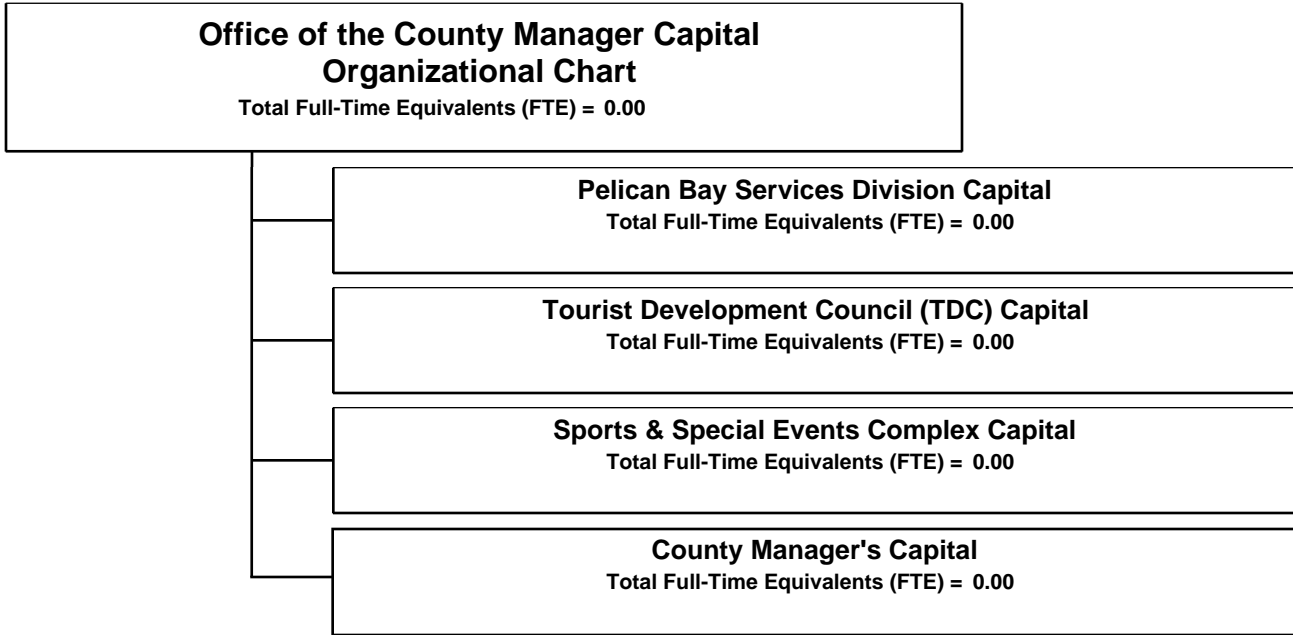 Office of the County Manager Capital
Organizational Chart
Total Full-Time Equivalents (FTE) = 0.00
Pelican Bay Services Division Capital
Total Full-Time Equivalents (FTE) = 0.00
Tourist Development Council (TDC) Capital
Total Full-Time Equivalents (FTE) = 0.00
Sports & Special Events Complex Capital
Total Full-Time Equivalents (FTE) = 0.00
County Manager's Capital
Total Full-Time Equivalents (FTE) = 0.00